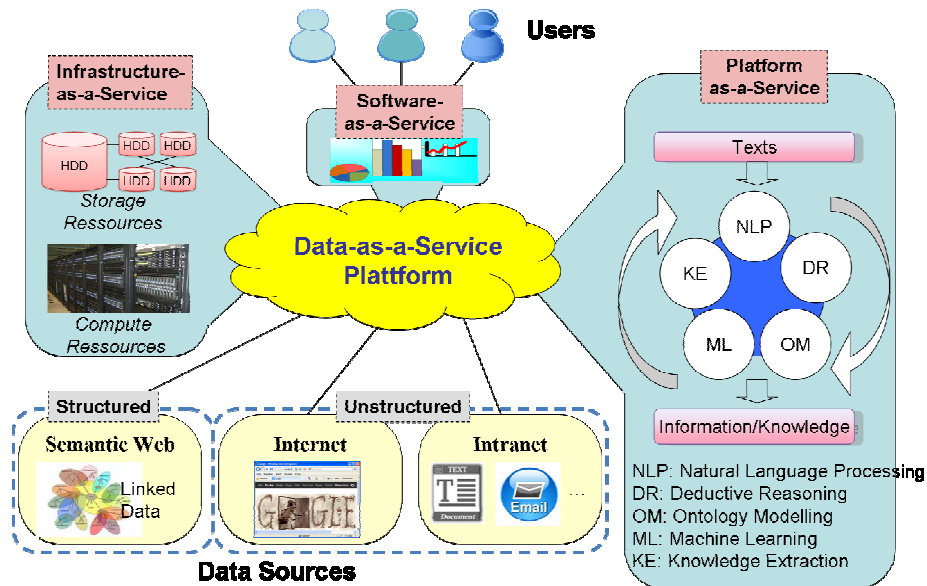 Users
Infrastructure-
as-a-Service
HDD
HDD
HDD
HDD
HDD
Storage
Ressources
Compute
Ressources
Software-
as-a-Service
Data-as-a-Service
Plattform
Platform
as-a-Service
Texts
NLP
DR
OM
ML
KE
Information/Knowledge
NLP: Natural Language Processing
DR: Deductive Reasoning
OM: Ontology Modelling
ML: Machine Learning
KE: Knowledge Extraction
Structured
Semantic Web
Linked
Data
Unstructured
Internet
Intranet
TEXT
T
Document
Email
...
Data Sources